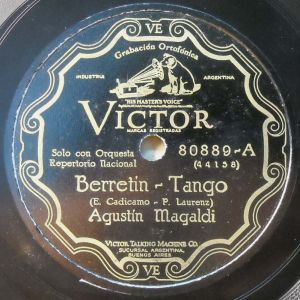 VE
Grabación Ortofónica
INDUSTRIA ARGENTINA
"HIS MASTER'S VOICE"
VICTOR
MARCAS REGISTRADAS
Solo con Orquesta 80889-A
Repertorio Nacional (44158)
Berretin - Tango
(E. Cadicamo - P. Laurenz)
Agustin Magaldi
VICTOR TALKING MACHINE CO.
SUCURSAL ARGENTINA,
BUENOS AIRES
VE